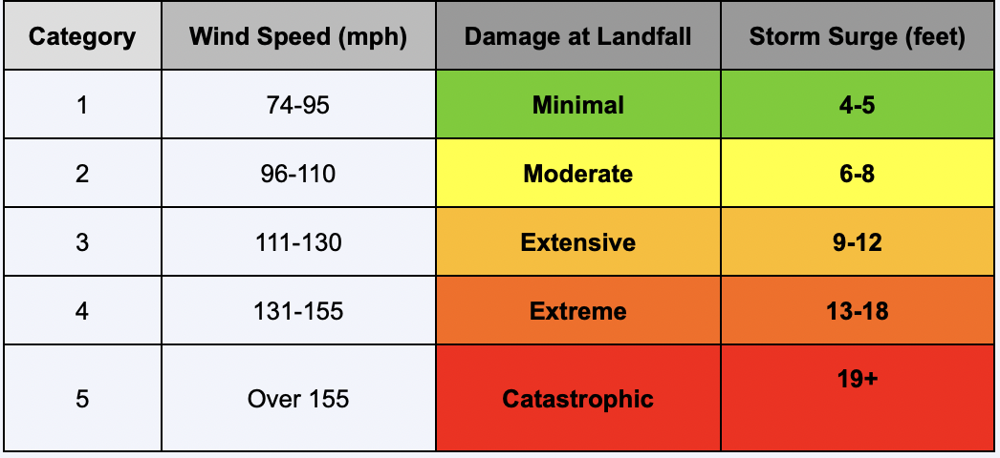 Category Wind Speed (mph) Damage at Landfall Storm Surge (feet)
1 74-95 Minimal 4-5
2 96-110 Moderate 6-8
3 111-130 Extensive 9-12
4 131-155 Extreme 13-18
5 Over 155 Catastrophic 19+